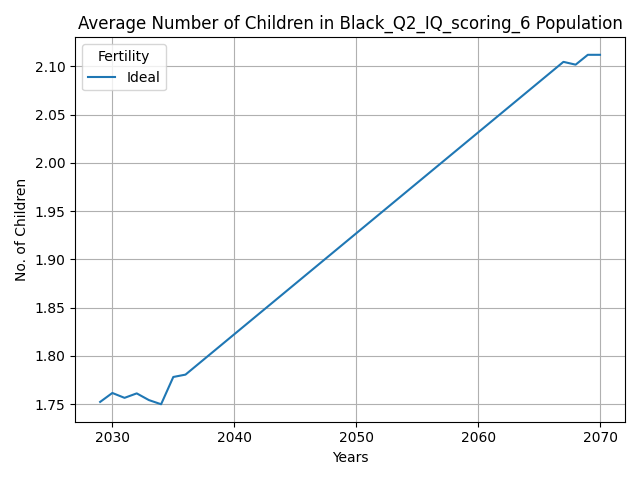 Average Number of Children in Black_Q2_IQ_scoring_6 Population
Fertility
Ideal
2.10
2.05
2.00
1.95
1.90
1.85
1.80
1.75
No. of Children
2030 2040 2050 2060 2070
Years